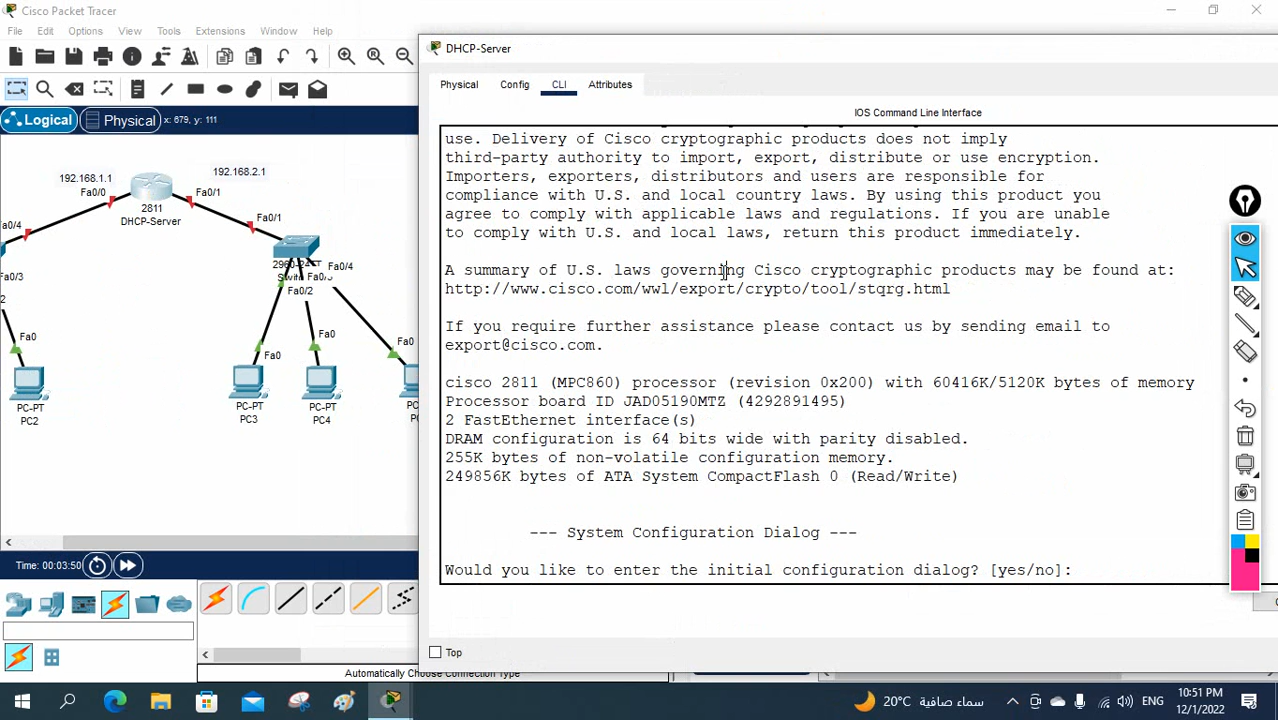 Cisco Packet Tracer
File Edit Options View Tools Extensions Window Help
Logical Physical x: 679, y: 111
192.168.1.1
192.168.2.1
Fa0/0
Fa0/1
2811
DHCP-Server
a0/4
Fa0/1
Fa0/4
Fa0/3
Fa0/2
a0/3
Fa0
Fa0
Fa0
Fa0
PC-PT
PC2
PC-PT
PC3
PC-PT
PC4
PC
Time: 00:03:50
Automatically Choose Connection Type
DHCP-Server
Physical Config CLI Attributes
IOS Command Line Interface
use. Delivery of Cisco cryptographic products does not imply
third-party authority to import, export, distribute or use encryption.
Importers, exporters, distributors and users are responsible for
compliance with U.S. and local country laws. By using this product you
agree to comply with applicable laws and regulations. If you are unable
to comply with U.S. and local laws, return this product immediately.
A summary of U.S. laws governing Cisco cryptographic products may be found at:
http://www.cisco.com/wwl/export/crypto/tool/stqrg.html
If you require further assistance please contact us by sending email to
export@cisco.com.
cisco 2811 (MPC860) processor (revision 0x200) with 60416K/5120K bytes of memory
Processor board ID JAD05190MTZ (4292891495)
2 FastEthernet interface(s)
DRAM configuration is 64 bits wide with parity disabled.
255K bytes of non-volatile configuration memory.
249856K bytes of ATA System CompactFlash 0 (Read/Write)
--- System Configuration Dialog ---
Would you like to enter the initial configuration dialog? [yes/no]:
Top
20°C سماء صافية
ENG
10:51 PM
12/1/2022